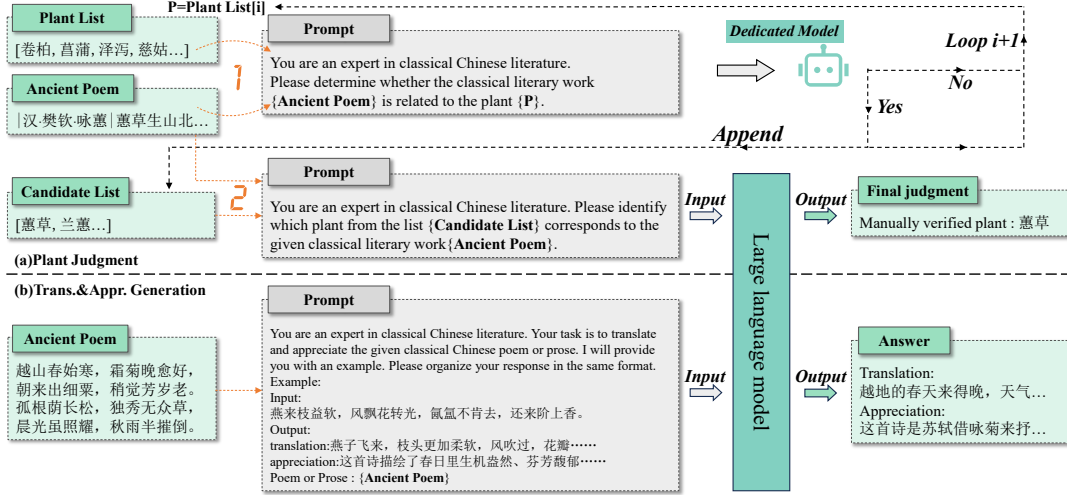 P=Plant List[i]
Plant List
[卷柏, 菖蒲, 泽泻, 慈姑…]
Ancient Poem
|汉·樊钦·咏蕙|蕙草生山北…
1
Prompt
You are an expert in classical Chinese literature.
Please determine whether the classical literary work
{Ancient Poem} is related to the plant {P}.
Dedicated Model
Loop i+1
No
Yes
Append
Candidate List
[蕙草, 兰蕙…]
2
Prompt
You are an expert in classical Chinese literature. Please identify
which plant from the list {Candidate List} corresponds to the
given classical literary work{Ancient Poem}.
Input
Large language model
Output
Final judgment
Manually verified plant : 蕙草
(a)Plant Judgment
(b)Trans.&Appr. Generation
Ancient Poem
越山春始寒，霜菊晚愈好，
朝来出细粟，稍觉芳岁老。
孤根荫长松，独秀无众草，
晨光虽照耀，秋雨半摧倒。
Prompt
You are an expert in classical Chinese literature. Your task is to translate
and appreciate the given classical Chinese poem or prose. I will provide
you with an example. Please organize your response in the same format.
Example:
Input:
燕来枝益软，风飘花转光，氤氲不肯去，还来阶上香。
Output:
translation:燕子飞来，枝头更加柔软，风吹过，花瓣……
appreciation:这首诗描绘了春日里生机盎然、芬芳馥郁……
Poem or Prose : {Ancient Poem}
Input
Output
Answer
Translation:
越地的春天来得晚，天气…
Appreciation:
这首诗是苏轼借咏菊来抒…